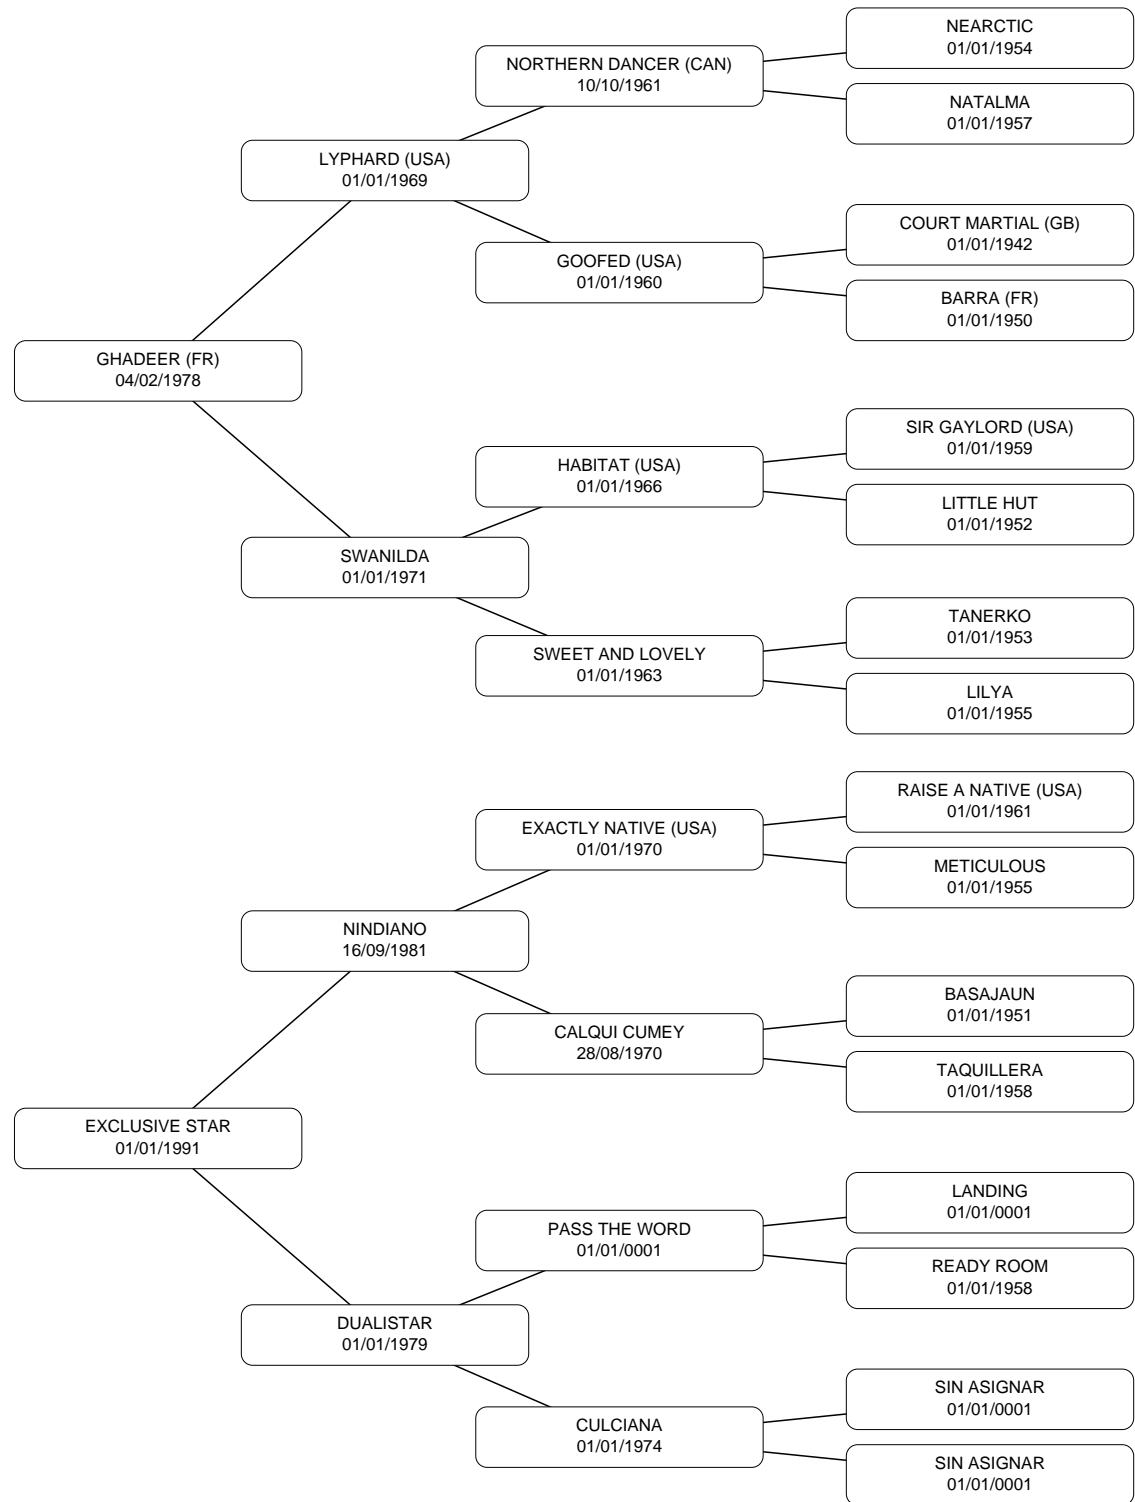 NEARCTIC
01/01/1954
NORTHERN DANCER (CAN)
10/10/1961
NATALMA
01/01/1957
LYPHARD (USA)
01/01/1969
COURT MARTIAL (GB)
01/01/1942
GOOFED (USA)
01/01/1960
BARRA (FR)
01/01/1950
GHADEER (FR)
04/02/1978
SIR GAYLORD (USA)
01/01/1959
HABITAT (USA)
01/01/1966
LITTLE HUT
01/01/1952
SWANILDA
01/01/1971
TANERKO
01/01/1953
SWEET AND LOVELY
01/01/1963
LILYA
01/01/1955
RAISE A NATIVE (USA)
01/01/1961
EXACTLY NATIVE (USA)
01/01/1970
METICULOUS
01/01/1955
NINDIANO
16/09/1981
BASAJAUN
01/01/1951
CALQUI CUMEY
28/08/1970
TAQUILLERA
01/01/1958
EXCLUSIVE STAR
01/01/1991
LANDING
01/01/0001
PASS THE WORD
01/01/0001
READY ROOM
01/01/1958
DUALISTAR
01/01/1979
SIN ASIGNAR
01/01/0001
CULCIANA
01/01/1974
SIN ASIGNAR
01/01/0001